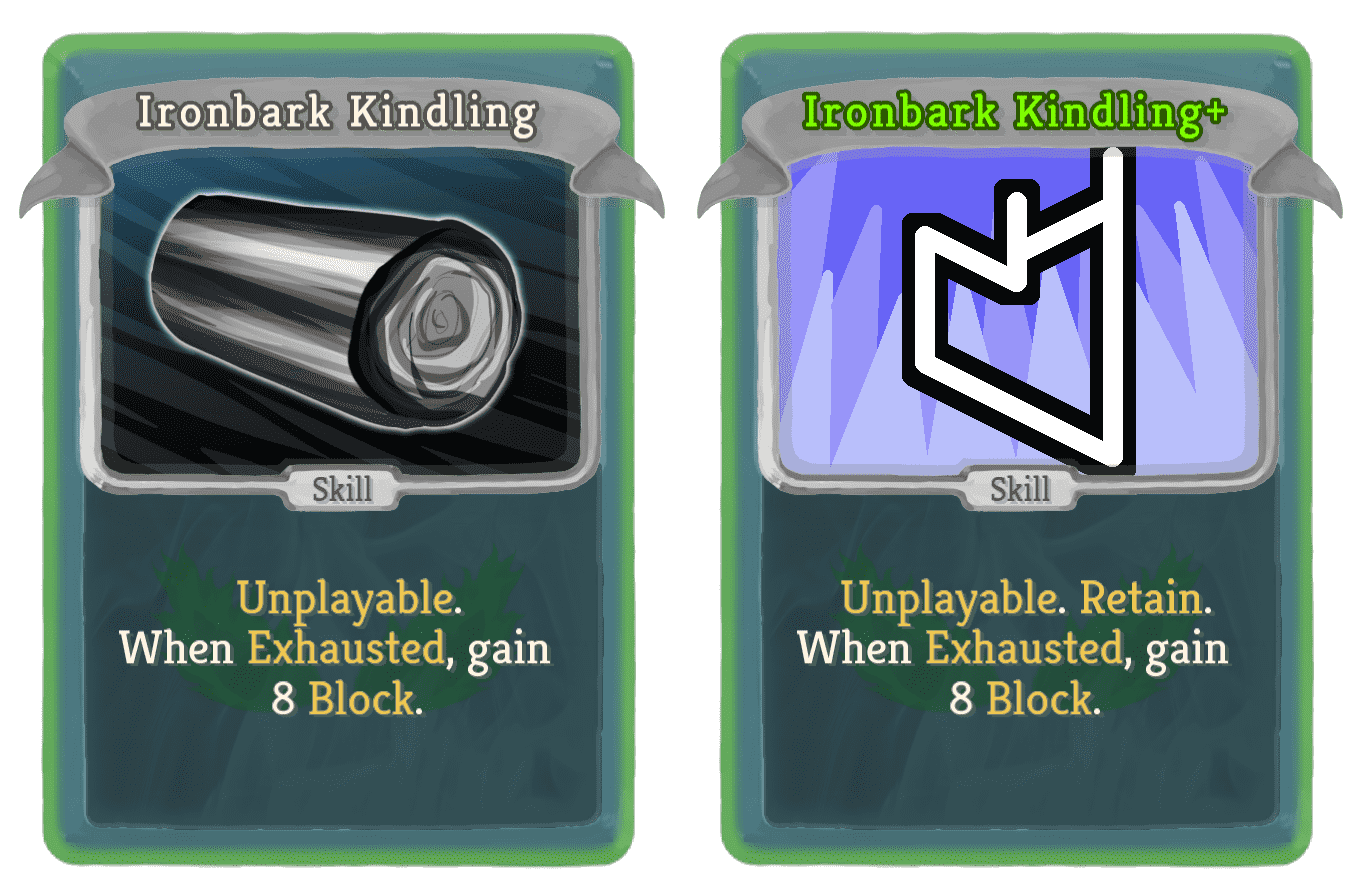 Ironbark Kindling
Skill
Unplayable.
When Exhausted, gain
8 Block.
Ironbark Kindling+
Skill
Unplayable. Retain.
When Exhausted, gain
8 Block.